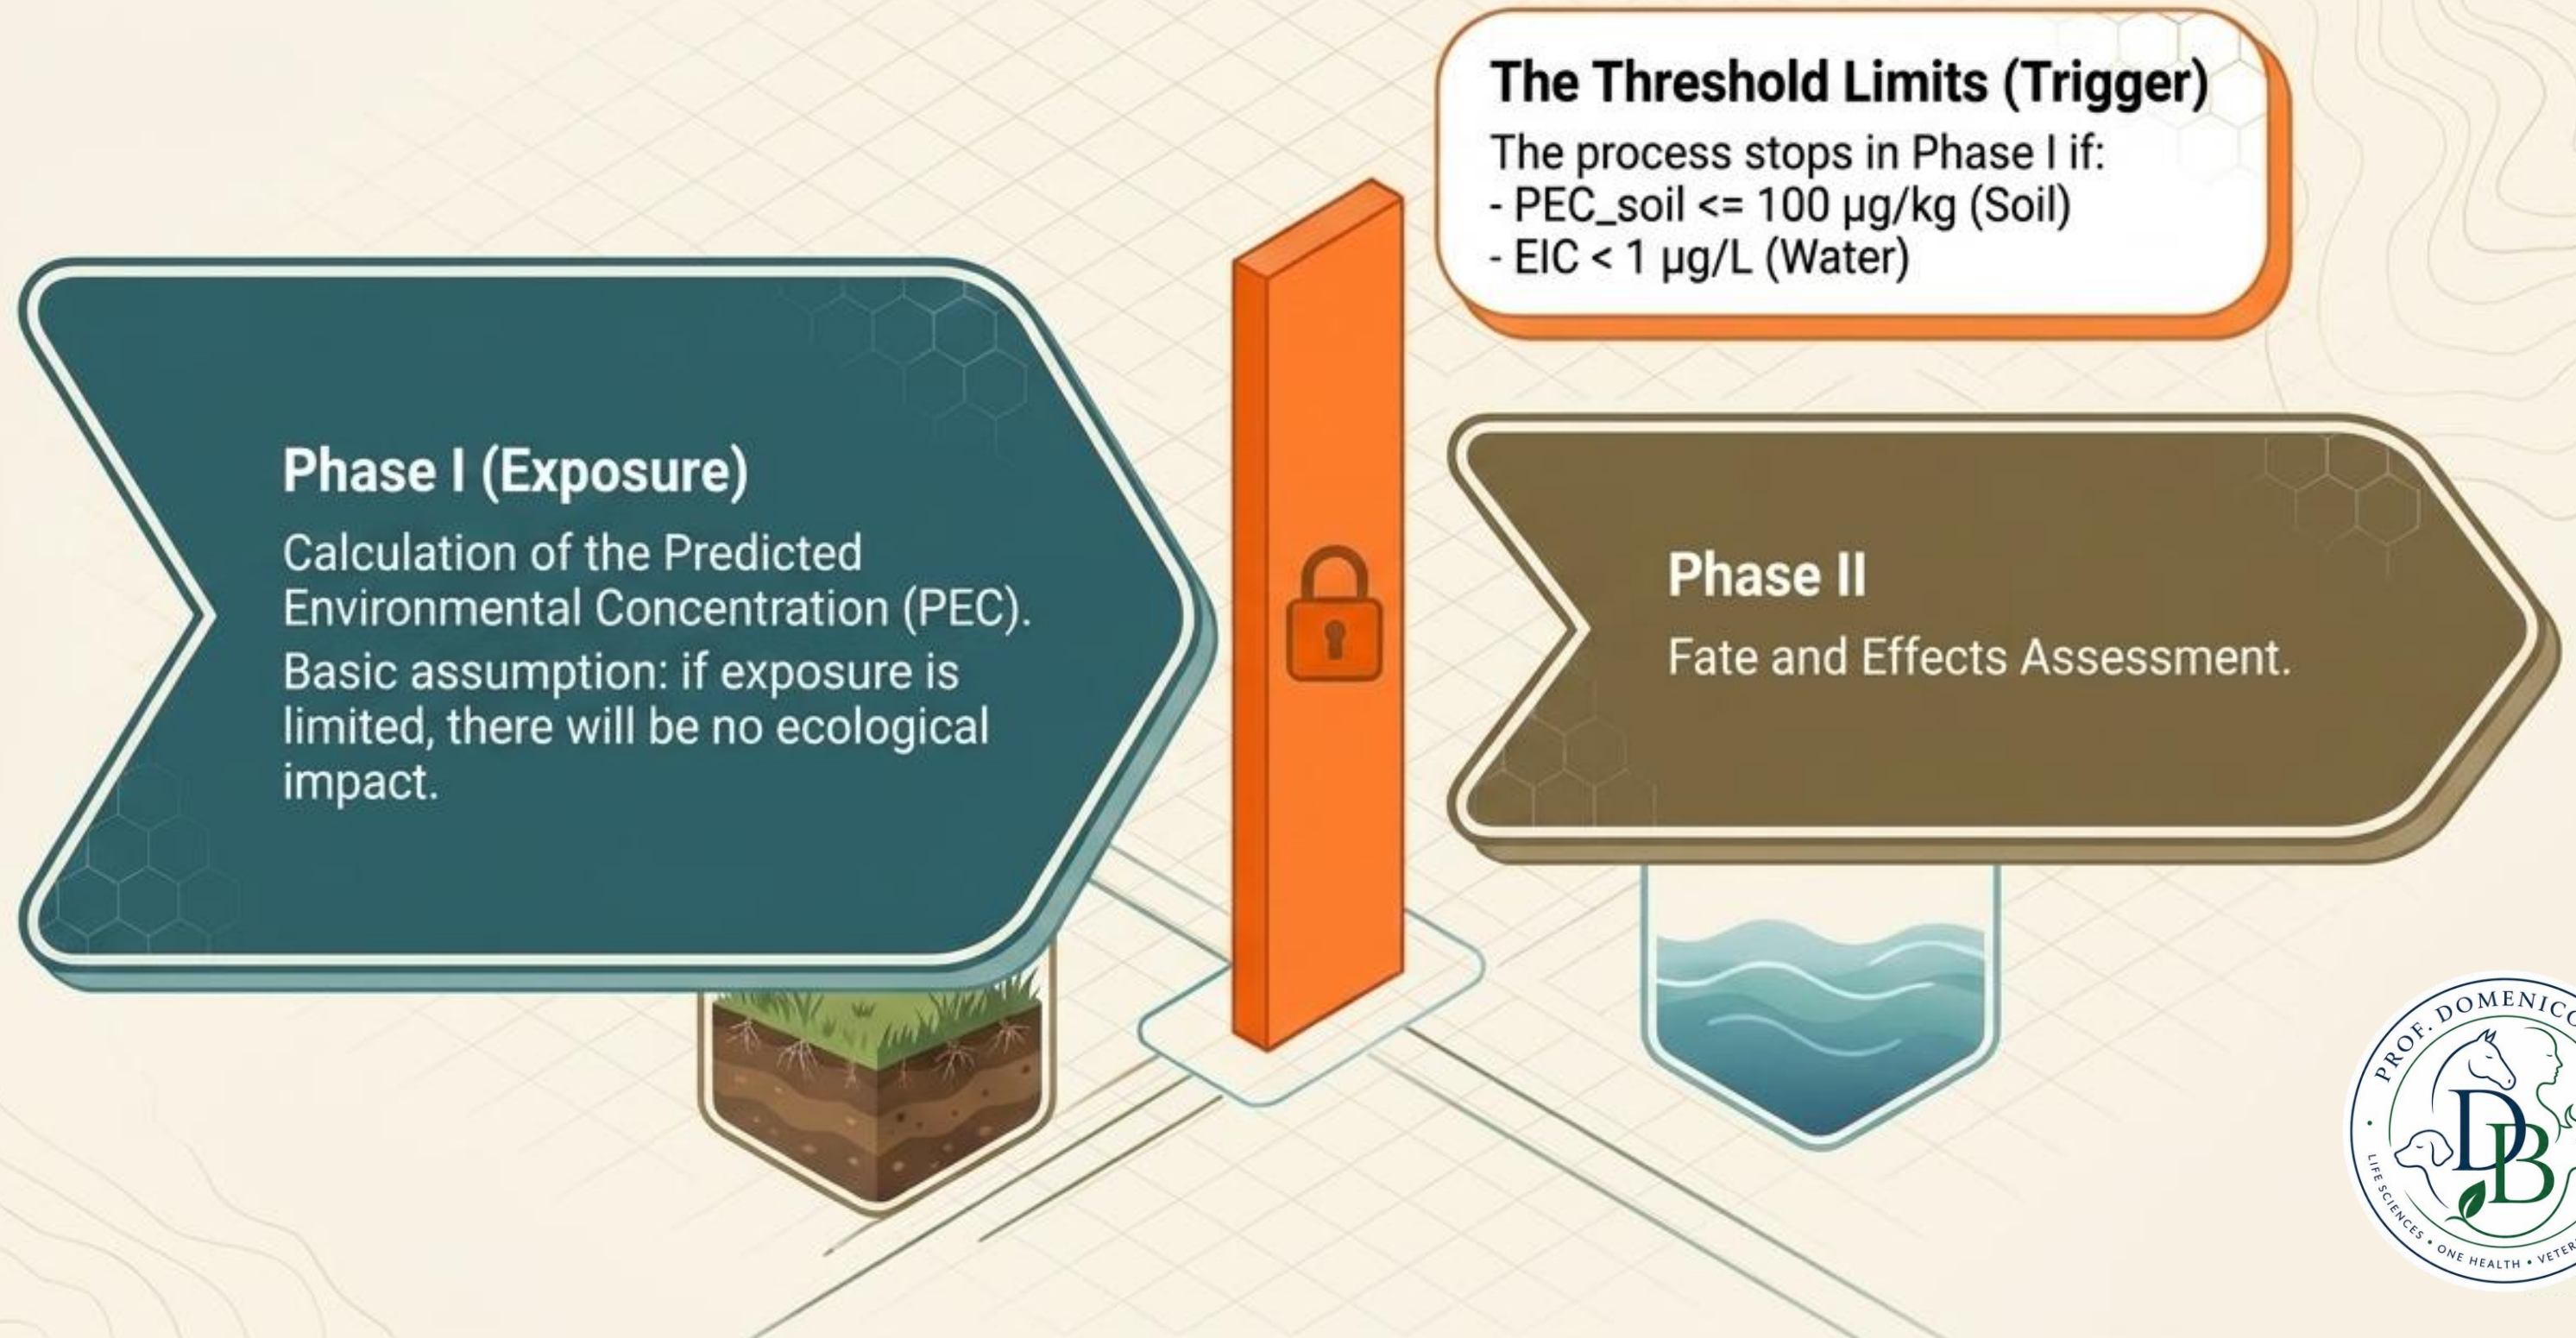 The Threshold Limits (Trigger)
The process stops in Phase I if:
- PEC_soil <= 100 µg/kg (Soil)
- EIC < 1 µg/L (Water)
Phase I (Exposure)
Calculation of the Predicted
Environmental Concentration (PEC).
Basic assumption: if exposure is
limited, there will be no ecological
impact.
Phase II
Fate and Effects Assessment.
PROF. DOMENICO
DB
LIFE SCIENCES • ONE HEALTH •